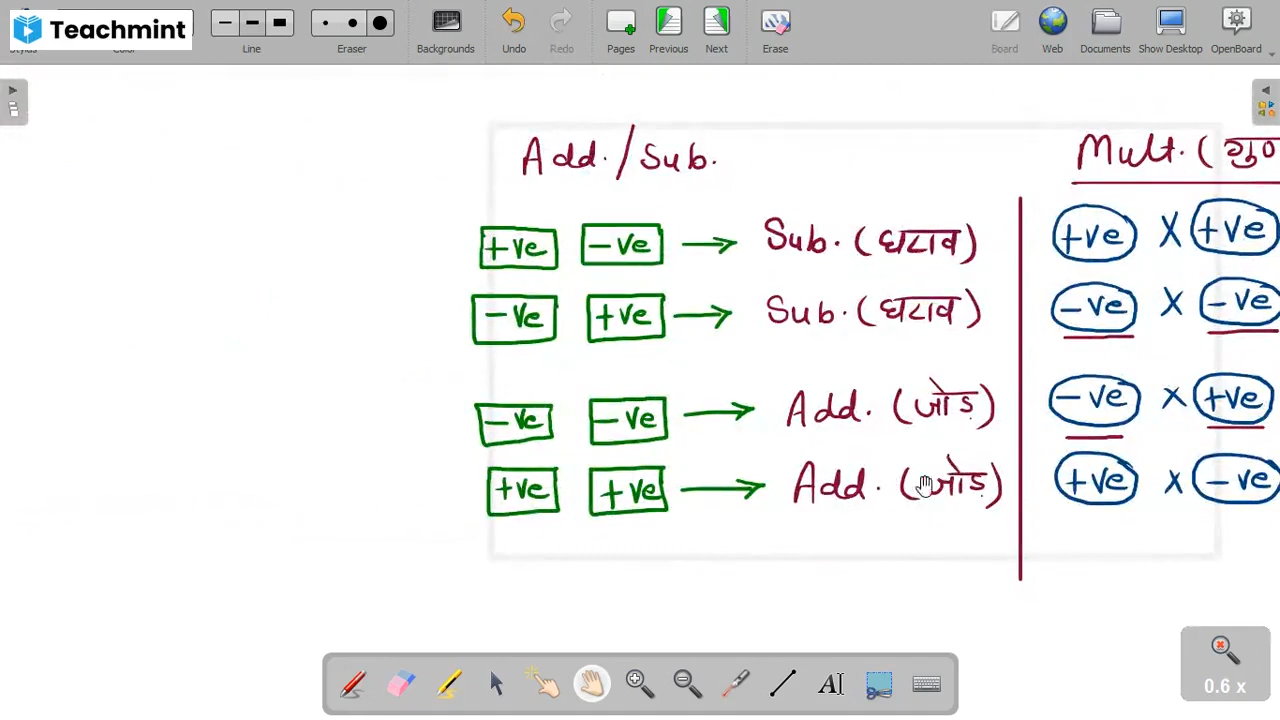 Teachmint
Line
Eraser
Backgrounds
Undo
Redo
Pages
Previous
Next
Erase
Board
Web
Documents
Show Desktop
OpenBoard
Add. / Sub.
+ve -ve → Sub. (घटाव)
-ve +ve → Sub. (घटाव)
-ve -ve → Add. (जोड़)
+ve +ve → Add. (जोड़)
Mult. (गुण
+ve X +ve
-ve X -ve
-ve X +ve
+ve X -ve
0.6 x